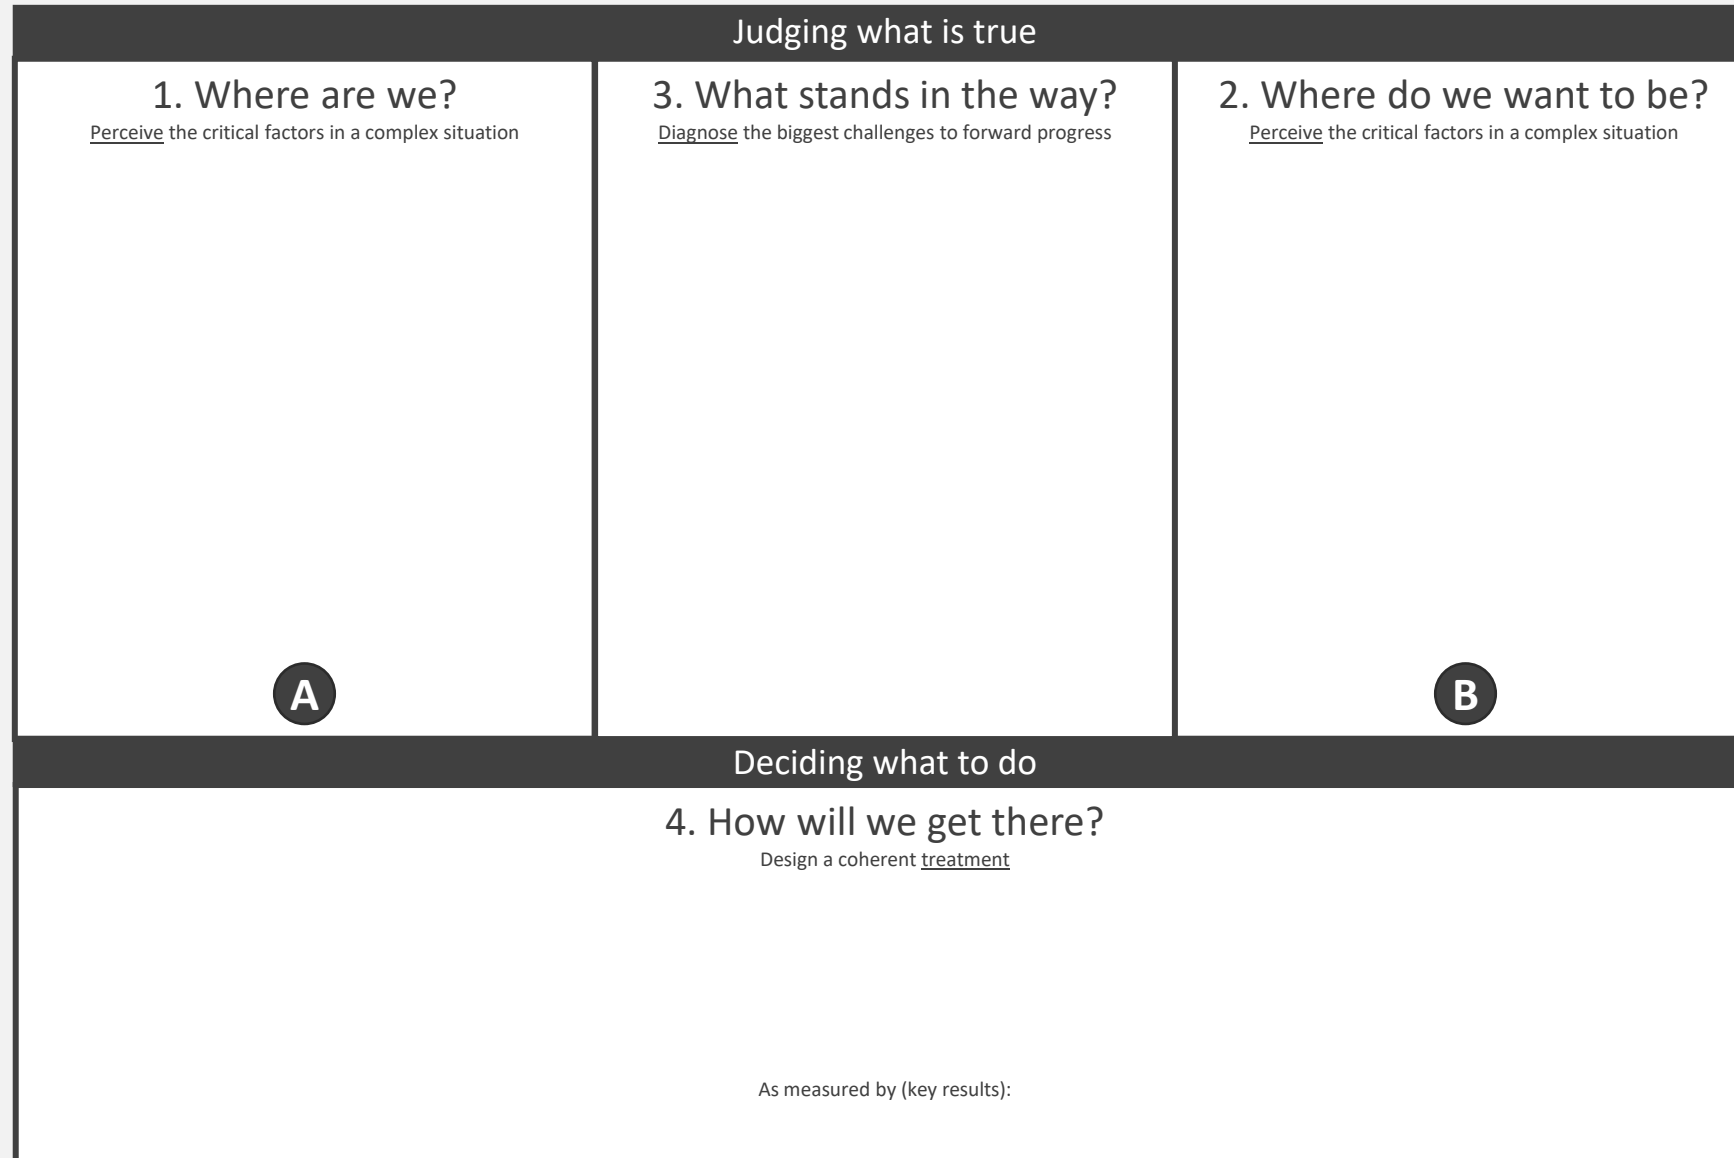 Judging what is true
1. Where are we?
Perceive the critical factors in a complex situation
A
3. What stands in the way?
Diagnose the biggest challenges to forward progress
2. Where do we want to be?
Perceive the critical factors in a complex situation
B
Deciding what to do
4. How will we get there?
Design a coherent treatment
As measured by (key results):